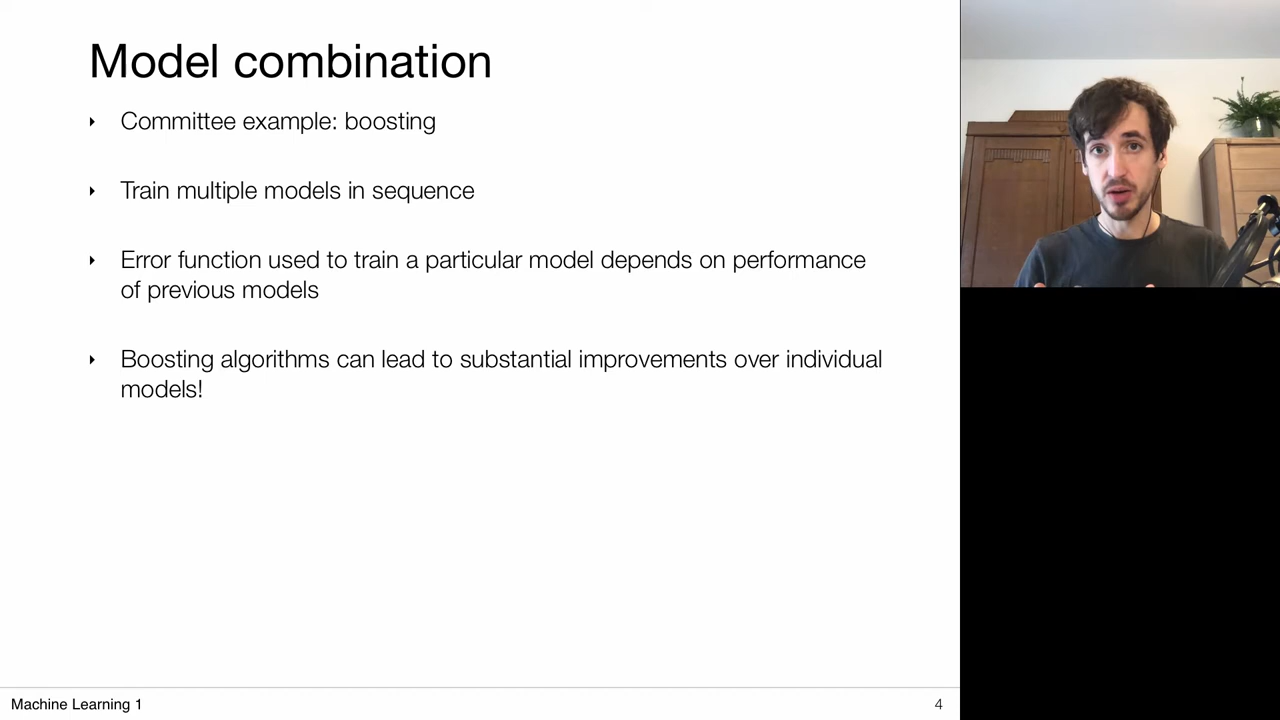 Model combination
Committee example: boosting
Train multiple models in sequence
Error function used to train a particular model depends on performance
of previous models
Boosting algorithms can lead to substantial improvements over individual
models!
Machine Learning 1
4